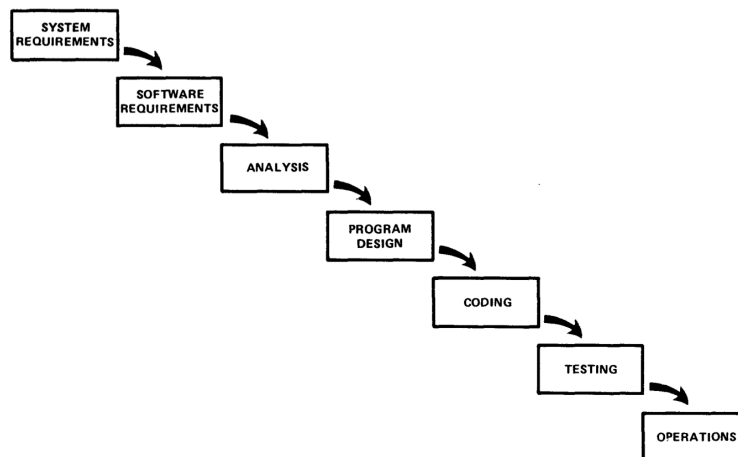 SYSTEM
REQUIREMENTS
SOFTWARE
REQUIREMENTS
ANALYSIS
PROGRAM
DESIGN
CODING
TESTING
OPERATIONS